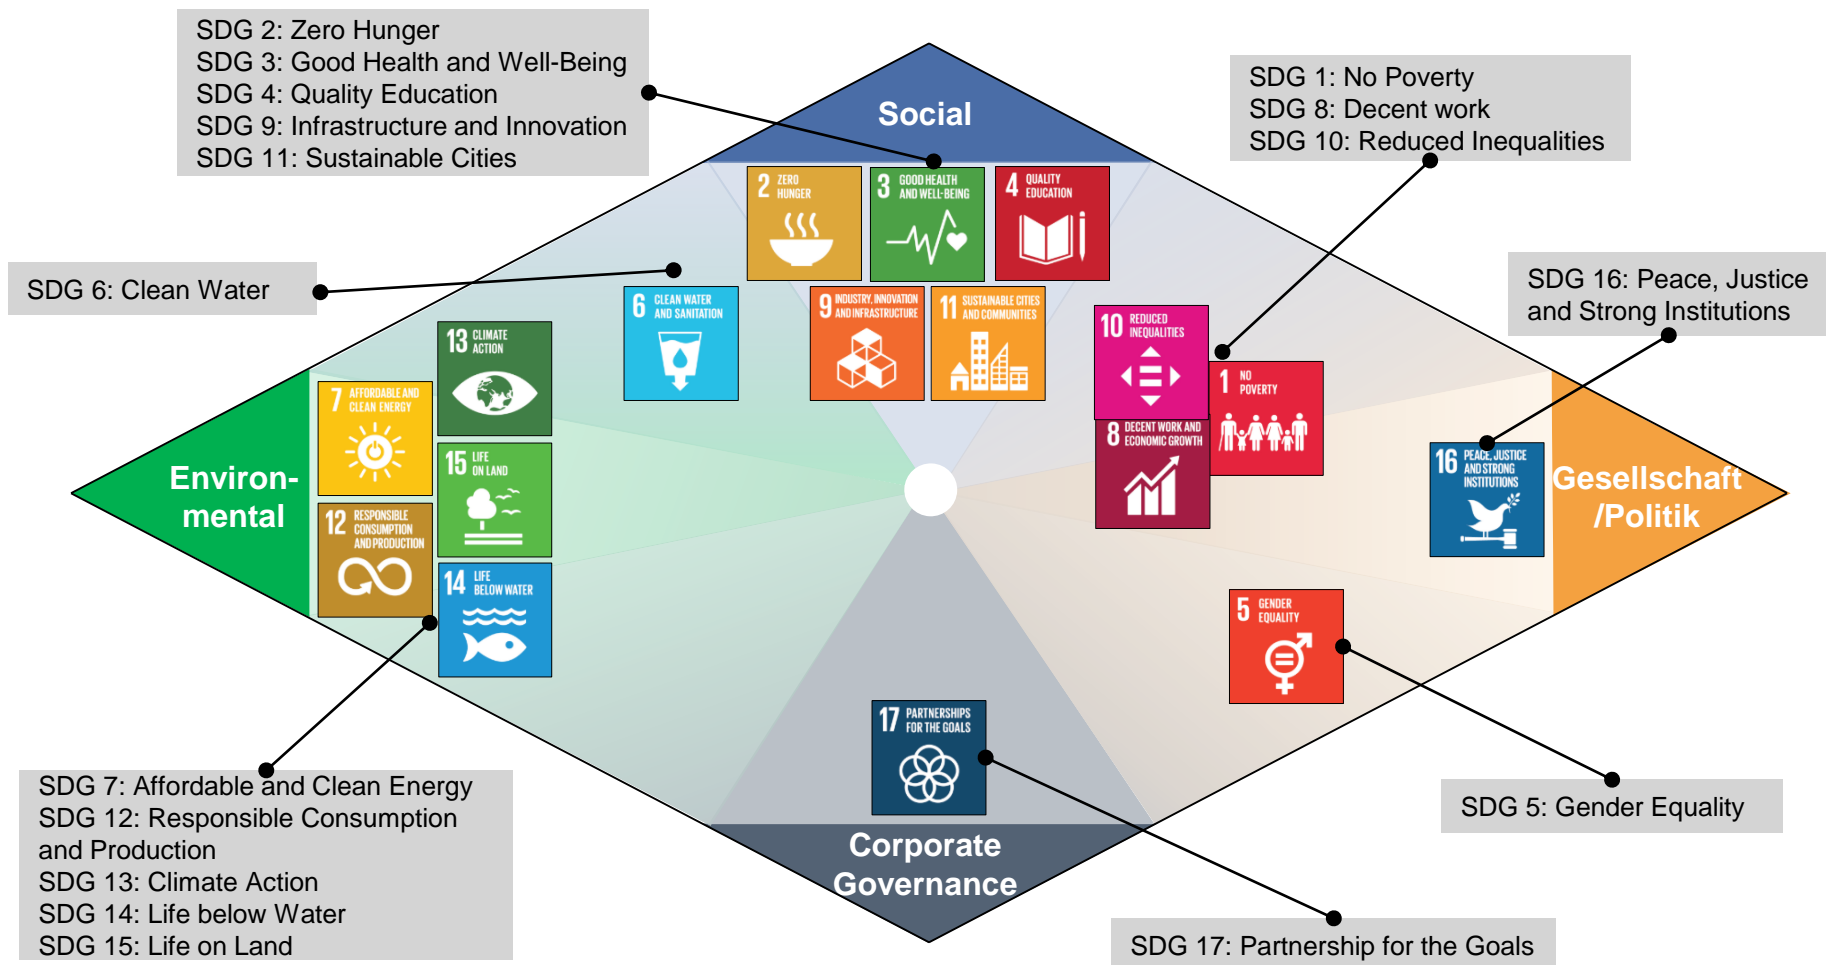 SDG 2: Zero Hunger
SDG 3: Good Health and Well-Being
SDG 4: Quality Education
SDG 9: Infrastructure and Innovation
SDG 11: Sustainable Cities
Social
SDG 1: No Poverty
SDG 8: Decent work
SDG 10: Reduced Inequalities
2 ZERO
HUNGER
3 GOOD HEALTH
AND WELL-BEING
4 QUALITY
EDUCATION
SDG 6: Clean Water
SDG 16: Peace, Justice
and Strong Institutions
6 CLEAN WATER
AND SANITATION
9 INDUSTRY, INNOVATION
AND INFRASTRUCTURE
11 SUSTAINABLE CITIES
AND COMMUNITIES
10 REDUCED
INEQUALITIES
13 CLIMATE
ACTION
7 AFFORDABLE AND
CLEAN ENERGY
1 NO
POVERTY
8 DECENT WORK AND
ECONOMIC GROWTH
15 LIFE
ON LAND
16 PEACE, JUSTICE
AND STRONG
INSTITUTIONS
Environ-
mental
Gesellschaft
/Politik
12 RESPONSIBLE
CONSUMPTION
AND PRODUCTION
14 LIFE
BELOW WATER
5 GENDER
EQUALITY
17 PARTNERSHIPS
FOR THE GOALS
SDG 7: Affordable and Clean Energy
SDG 12: Responsible Consumption
and Production
SDG 13: Climate Action
SDG 14: Life below Water
SDG 15: Life on Land
SDG 5: Gender Equality
Corporate
Governance
SDG 17: Partnership for the Goals